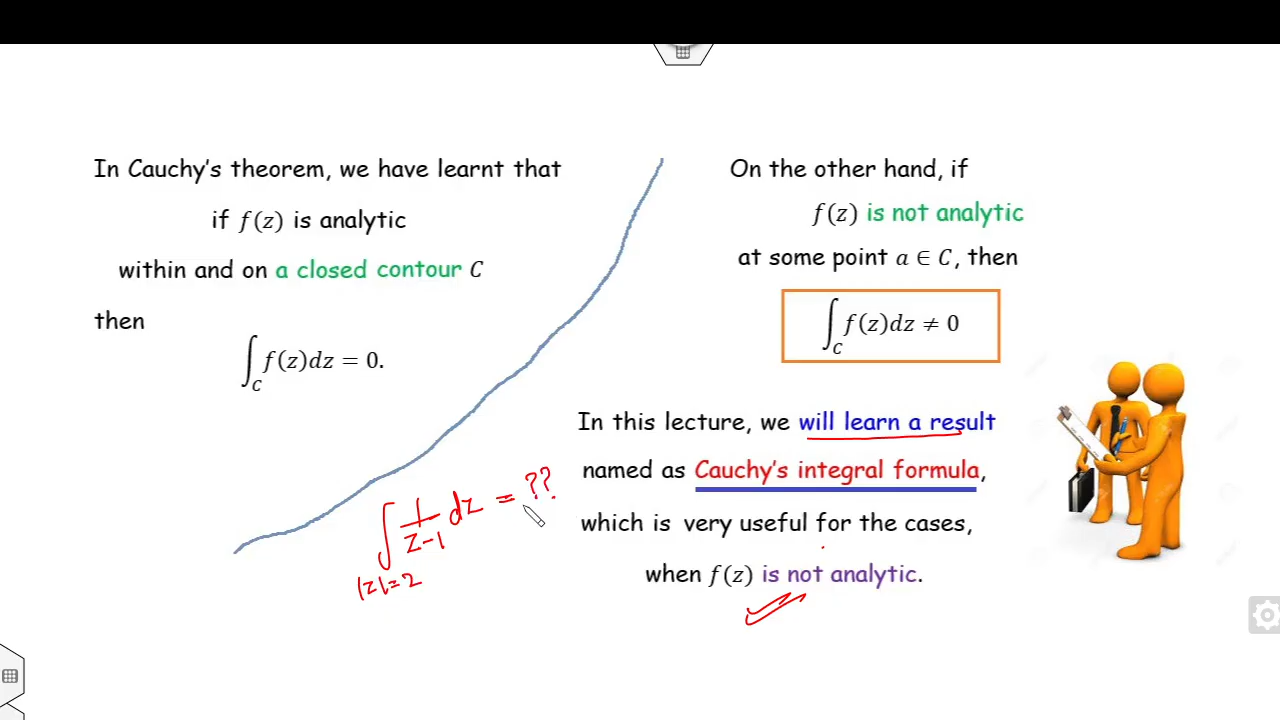 In Cauchy's theorem, we have learnt that
if f(z) is analytic
within and on a closed contour C
then
∫_C f(z)dz = 0.
On the other hand, if
f(z) is not analytic
at some point a ∈ C, then
∫_C f(z)dz ≠ 0
In this lecture, we will learn a result
named as Cauchy's integral formula,
which is very useful for the cases,
when f(z) is not analytic.
∫_{|z|=2} 1/(z-1) dz = ??